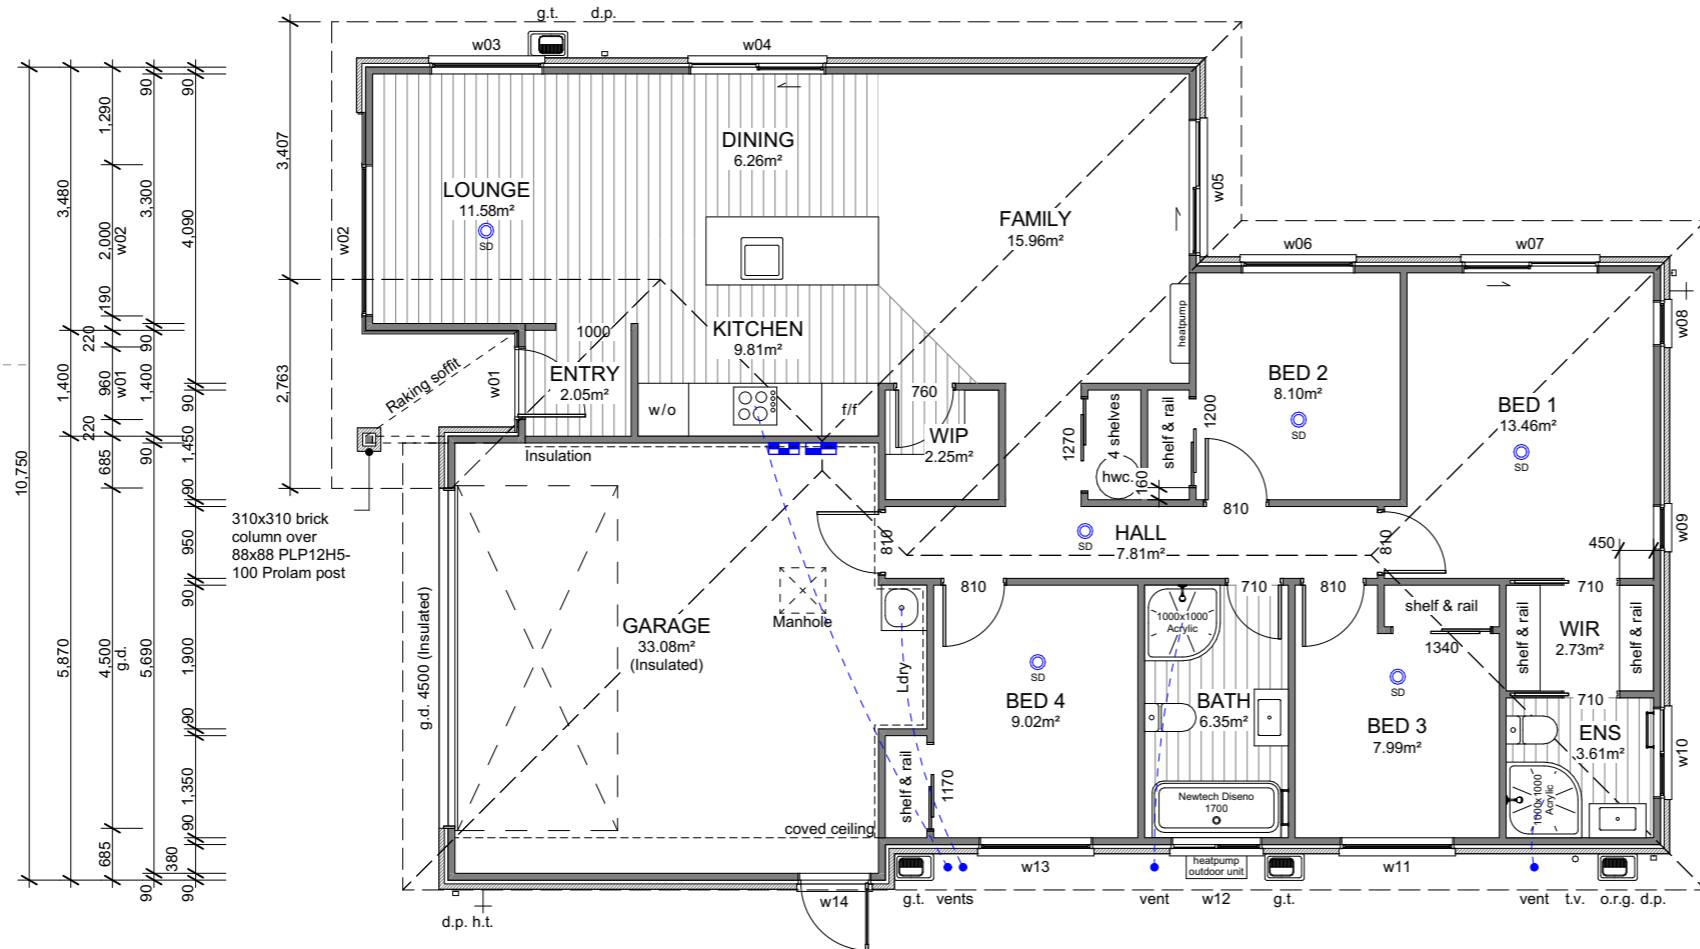 g.t.
d.p.
w03
w04
90
90
1,290
3,407
DINING
6.26m²
LOUNGE
11.58m²
SD
FAMILY
15.96m²
w05
w06
w07
3,480
2,000
w02
3,300
4,090
w02
190
220
90
1000
KITCHEN
9.81m²
heatpump
w08
Raking soffit
w01
ENTRY
2.05m²
1,400
960
w01
1,400
90
2,763
w/o
f/f
760
WIP
2.25m²
1270
4 shelves
hwc.
160
shelf & rail
1200
BED 2
8.10m²
SD
BED 1
13.46m²
SD
220
90
685
1,450
Insulation
10,750
90
310x310 brick
column over
88x88 PLP12H5-
100 Prolam post
950
810
SD
HALL
7.81m²
810
810
450
w09
90
810
710
810
710
5,870
4,500
g.d.
5,690
1,900
g.d. 4500 (Insulated)
GARAGE
33.08m²
(Insulated)
Manhole
Ldry
1000x1000
Acrylic
shelf & rail
1340
shelf & rail
WIR
2.73m²
shelf & rail
SD
BED 4
9.02m²
BATH
6.35m²
SD
BED 3
7.99m²
710
ENS
3.61m²
w10
90
1,350
shelf & rail
1170
Newtech Diseno
1700
1000x1000
Acrylic
90
coved ceiling
685
380
90
90
w13
heatpump
outdoor unit
w11
d.p. h.t.
w14
g.t.
vents
vent
w12
g.t.
vent
t.v.
o.r.g.
d.p.